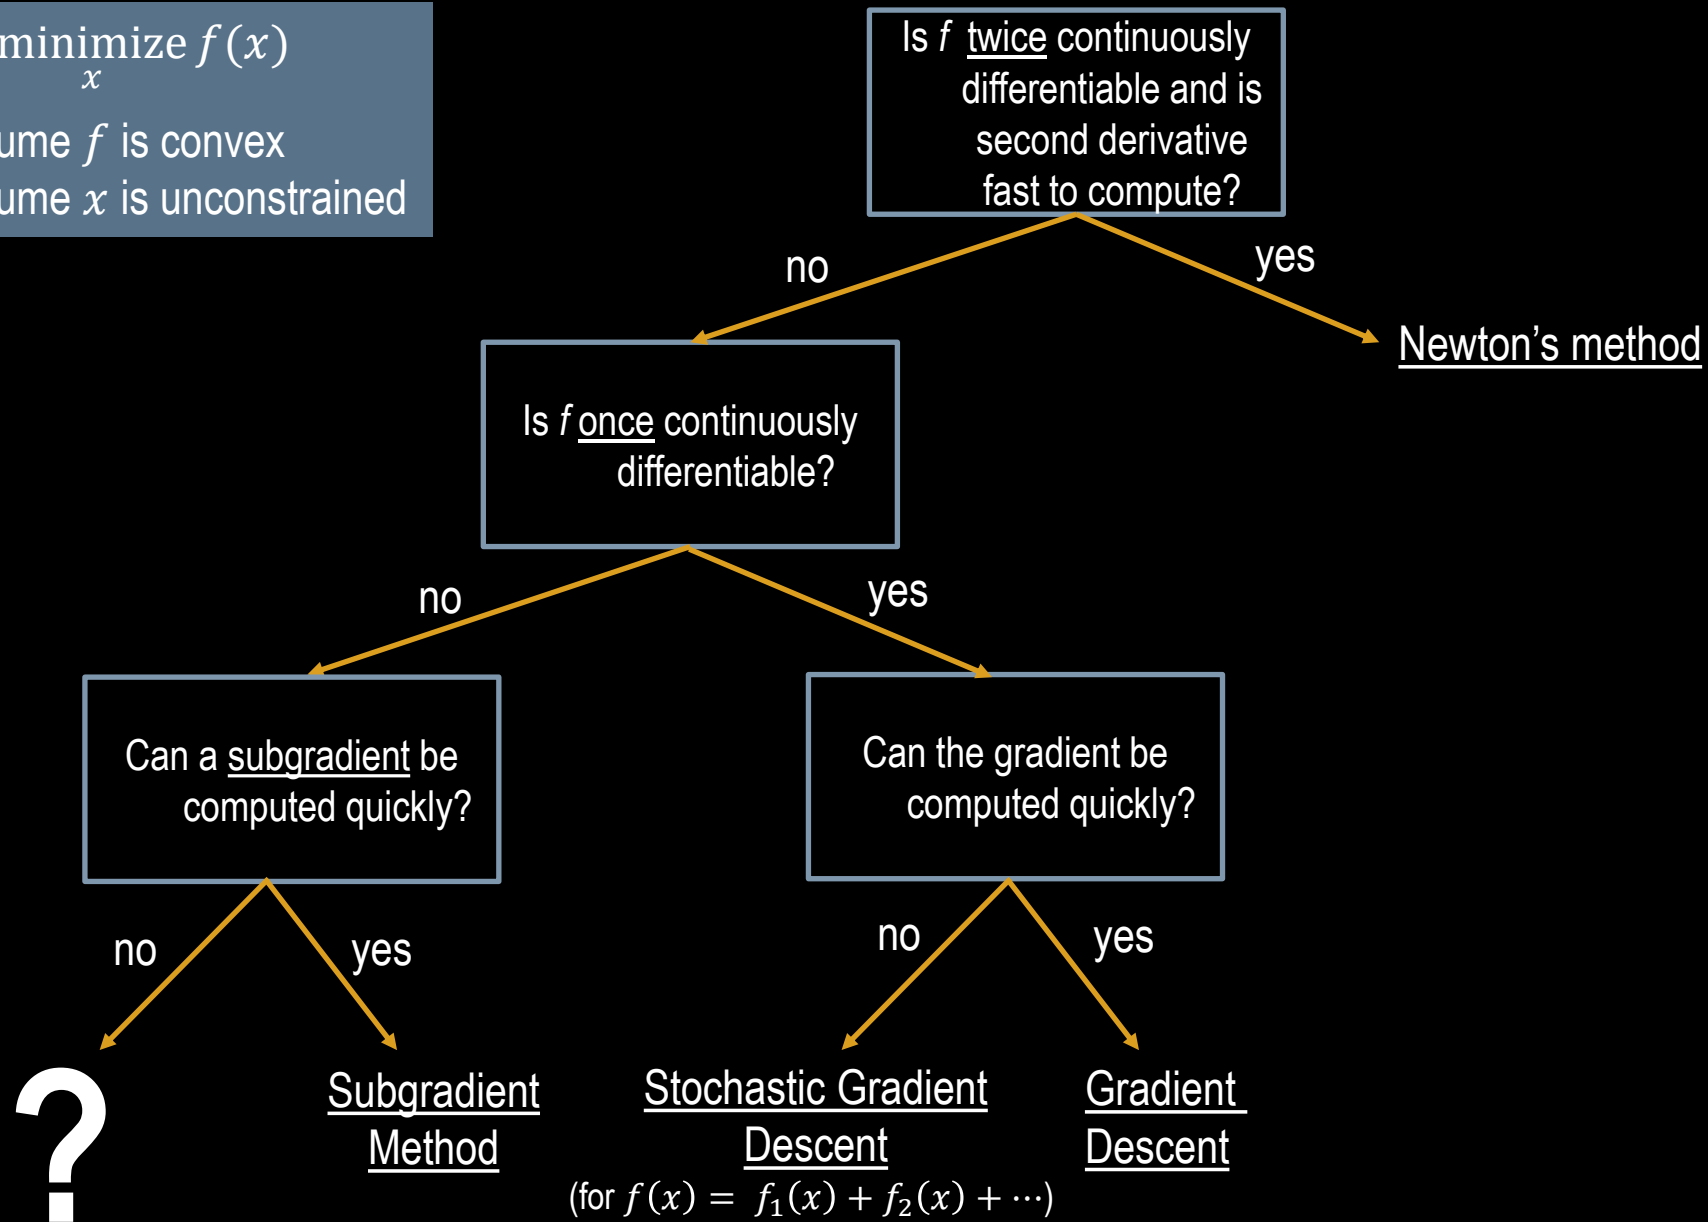 minimize f(x)
x
ume f is convex
ume x is unconstrained
Is f twice continuously
differentiable and is
second derivative
fast to compute?
no
yes
Newton’s method
Is f once continuously
differentiable?
no
yes
Can a subgradient be
computed quickly?
Can the gradient be
computed quickly?
no
yes
no
yes
?
Subgradient
Method
Stochastic Gradient
Descent
(for f(x) = f₁(x) + f₂(x) + ⋯)
Gradient
Descent